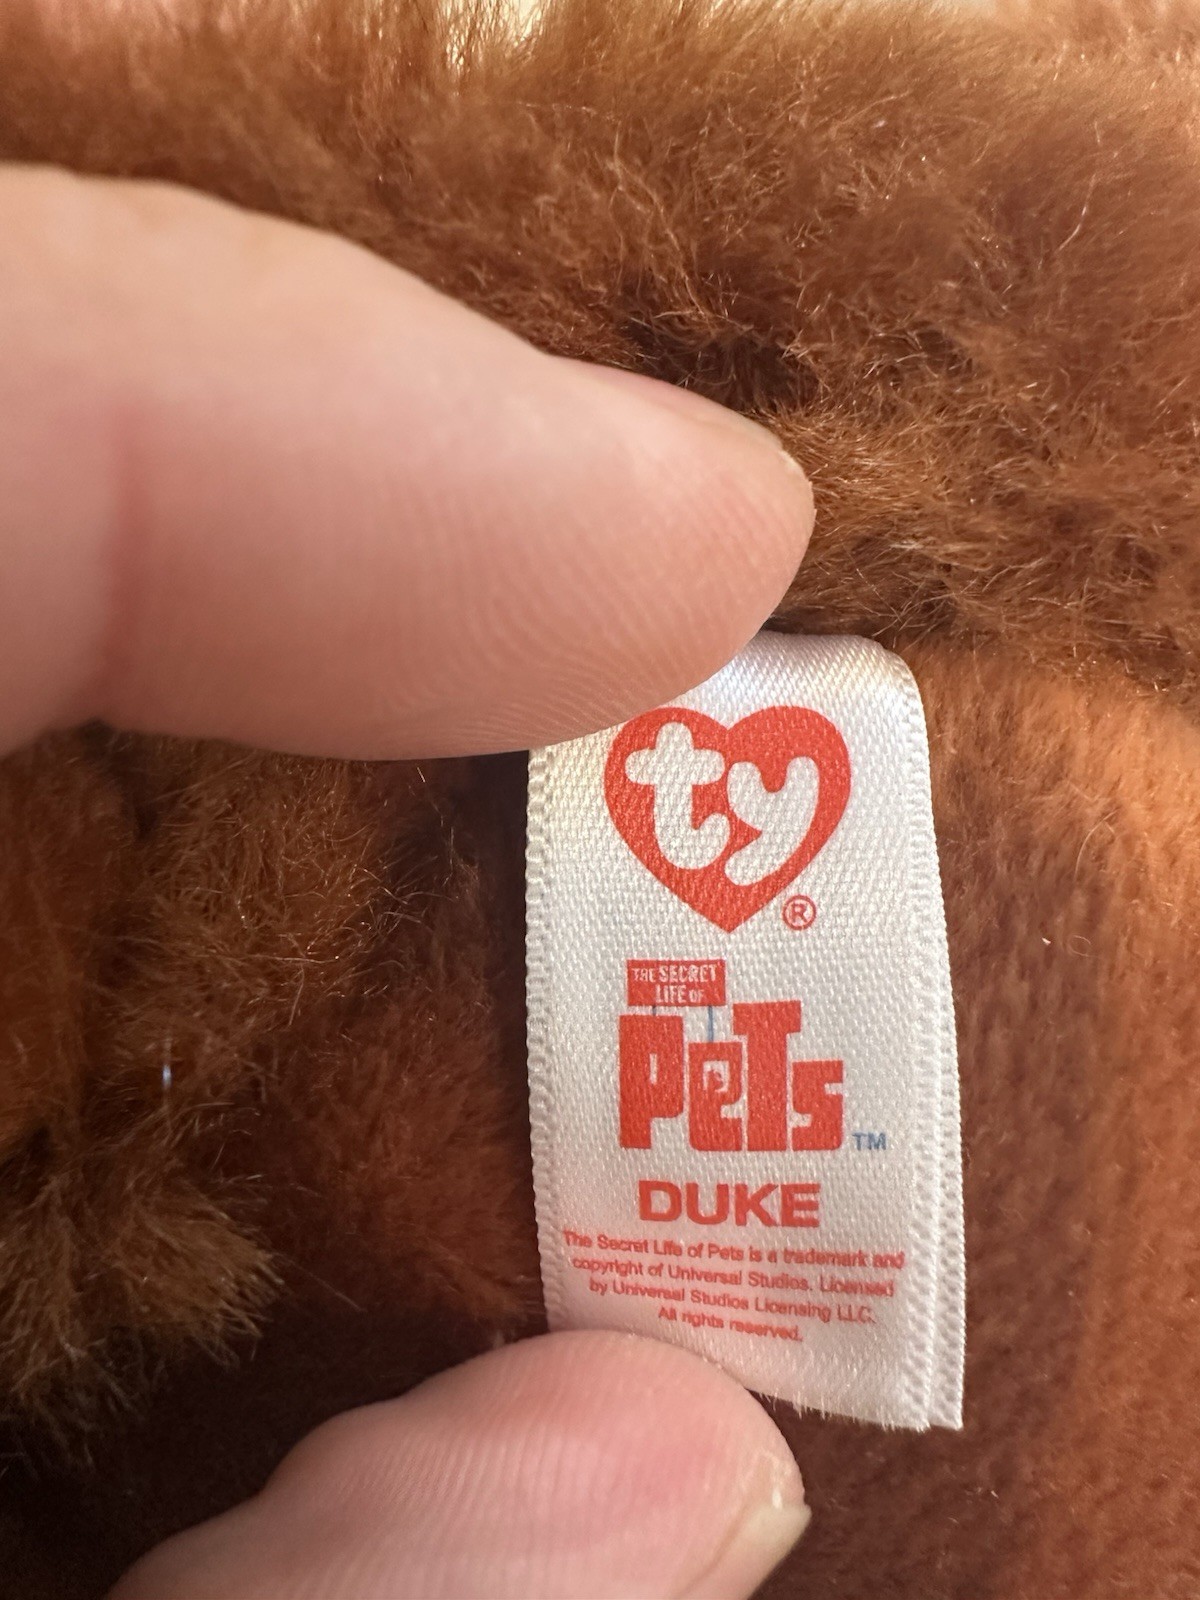 ty
®
THE SECRET
LIFE OF
PeTs TM
DUKE
The Secret Life of Pets is a trademark and
copyright of Universal Studios. Licensed
by Universal Studios Licensing LLC.
All rights reserved.